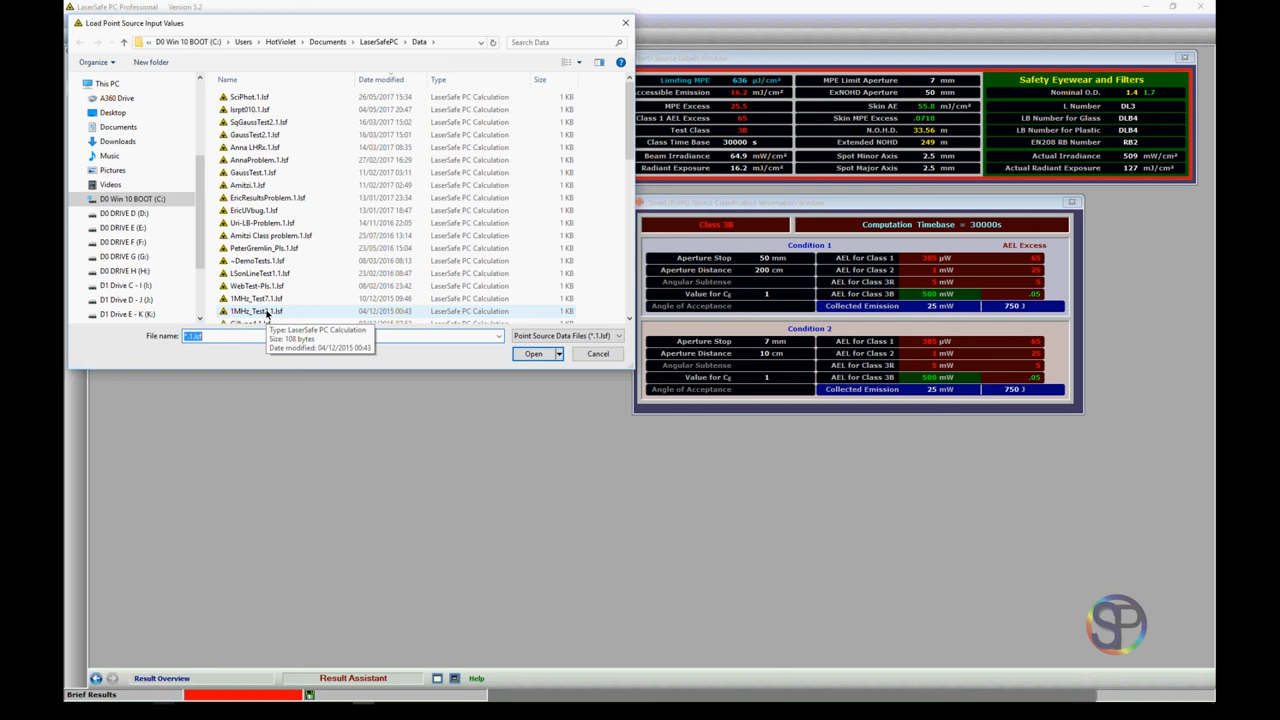 LaserSafe PC Professional Version 5.2
Load Point Source Input Values
« D0 Win 10 BOOT (C:) › Users › HotViolet › Documents › LaserSafePC › Data ›
Search Data
Organize
New folder
Name Date modified Type Size
This PC
A360 Drive
Desktop
Documents
Downloads
Music
Pictures
Videos
D0 Win 10 BOOT (C:)
D0 DRIVE D (D:)
D0 DRIVE E (E:)
D0 DRIVE F (F:)
D0 DRIVE G (G:)
D0 DRIVE H (H:)
D1 Drive C - I (I:)
D1 Drive D - J (J:)
D1 Drive E - K (K:)
SciPhot.1.lsf 26/05/2017 15:34 LaserSafe PC Calculation 1 KB
lsrpt010.1.lsf 04/05/2017 20:47 LaserSafe PC Calculation 1 KB
SqGaussTest2.1.lsf 16/03/2017 15:02 LaserSafe PC Calculation 1 KB
GaussTest2.1.lsf 16/03/2017 15:01 LaserSafe PC Calculation 1 KB
Anna LHRx.1.lsf 14/03/2017 08:35 LaserSafe PC Calculation 1 KB
AnnaProblem.1.lsf 27/02/2017 16:29 LaserSafe PC Calculation 1 KB
GaussTest.1.lsf 11/02/2017 03:11 LaserSafe PC Calculation 1 KB
Amitzi.1.lsf 11/02/2017 02:49 LaserSafe PC Calculation 1 KB
EricResultsProblem.1.lsf 13/01/2017 19:30 LaserSafe PC Calculation 1 KB
EricUVbug.1.lsf 13/01/2017 18:47 LaserSafe PC Calculation 1 KB
Uri-LB-Problem.1.lsf 14/11/2016 22:05 LaserSafe PC Calculation 1 KB
Amitzi Class problem.1.lsf 25/07/2016 13:14 LaserSafe PC Calculation 1 KB
PeterGremlin_Pls.1.lsf 23/05/2016 15:04 LaserSafe PC Calculation 1 KB
~DemoTests.1.lsf 08/03/2016 08:13 LaserSafe PC Calculation 1 KB
LSonLineTest1.1.lsf 23/02/2016 08:47 LaserSafe PC Calculation 1 KB
WebTest-Pls.1.lsf 08/02/2016 23:42 LaserSafe PC Calculation 1 KB
1MHz_Test7.1.lsf 10/12/2015 09:46 LaserSafe PC Calculation 1 KB
1MHz_Test2.1.lsf 04/12/2015 00:43 LaserSafe PC Calculation 1 KB
Type: LaserSafe PC Calculation
Size: 108 bytes
Date modified: 04/12/2015 00:43
File name: *.1.lsf
Point Source Data Files (*.1.lsf)
Open Cancel
Limiting MPE 636 µJ/cm²
Accessible Emission 16.2 mJ/cm²
MPE Excess 25.5
Class 1 AEL Excess 65
Test Class 3B
Class Time Base 30000 s
Beam Irradiance 64.9 mW/cm²
Radiant Exposure 16.2 mJ/cm²
MPE Limit Aperture 7 mm
ExNOHD Aperture 50 mm
Skin AE 55.8 mJ/cm²
Skin MPE Excess .0718
N.O.H.D. 33.56 m
Extended NOHD 249 m
Spot Minor Axis 2.5 mm
Spot Major Axis 2.5 mm
Safety Eyewear and Filters
Nominal O.D. 1.4 1.7
L Number DL3
LB Number for Glass DLB4
LB Number for Plastic DLB4
EN208 RB Number RB2
Actual Irradiance 509 mW/cm²
Actual Radiant Exposure 127 mJ/cm²
Small (Point) Source Classification Information Window
Class 3B
Computation Timebase = 30000s
Condition 1 AEL Excess
Aperture Stop 50 mm AEL for Class 1 385 µW 65
Aperture Distance 200 cm AEL for Class 2 1 mW 25
Angular Subtense AEL for Class 3R 5 mW 5
Value for CE 1 AEL for Class 3B 500 mW .05
Angle of Acceptance Collected Emission 25 mW 750 J
Condition 2
Aperture Stop 7 mm AEL for Class 1 385 µW 65
Aperture Distance 10 cm AEL for Class 2 1 mW 25
Angular Subtense AEL for Class 3R 5 mW 5
Value for CE 1 AEL for Class 3B 500 mW .05
Angle of Acceptance Collected Emission 25 mW 750 J
SP
Result Overview
Result Assistant
Help
Brief Results